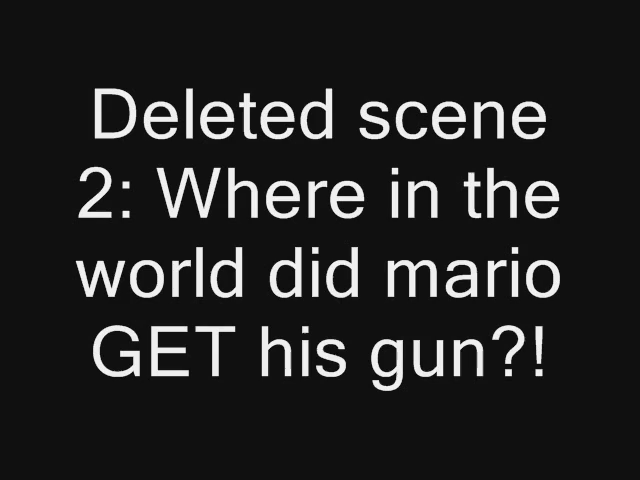 Deleted scene
2: Where in the
world did mario
GET his gun?!